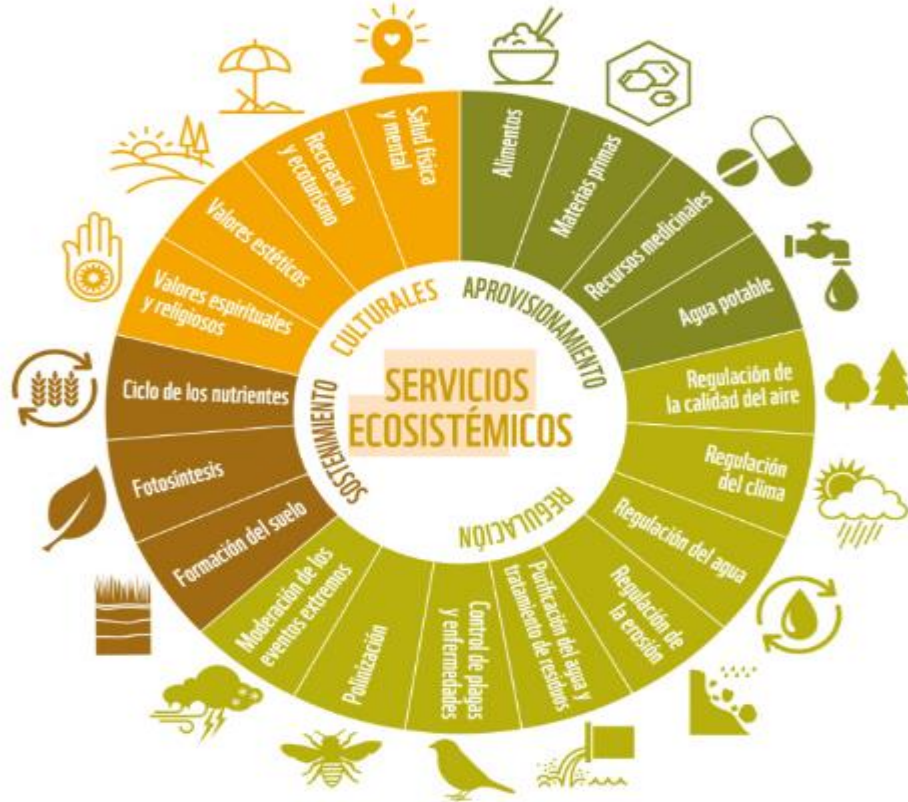 SERVICIOS
ECOSISTÉMICOS
CULTURALES
APROVISIONAMIENTO
REGULACIÓN
SOSTENIMIENTO
Alimentos
Materias primas
Recursos medicinales
Agua potable
Regulación de
la calidad del aire
Regulación
del clima
Regulación del agua
Regulación de
la erosión
Purificación del agua y
tratamiento de residuos
Control de plagas
y enfermedades
Polinización
Moderación de los
eventos extremos
Formación del suelo
Fotosíntesis
Ciclo de los nutrientes
Valores espirituales
y religiosos
Valores estéticos
Recreación
y ecoturismo
Salud física
y mental